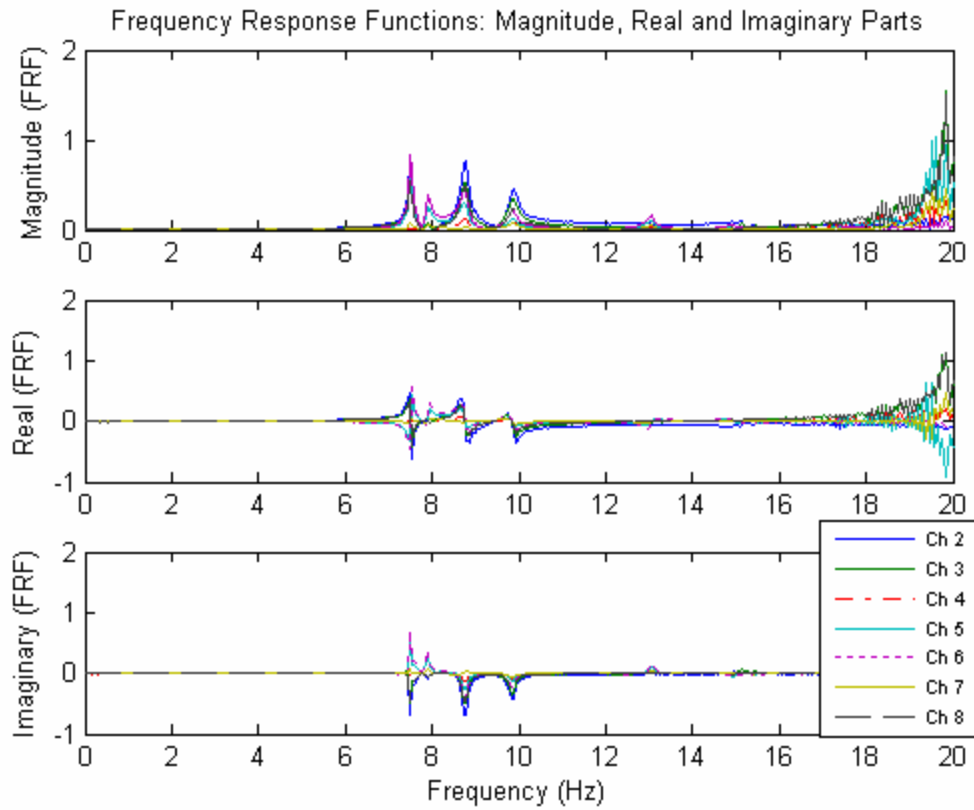 Frequency Response Functions: Magnitude, Real and Imaginary Parts
Magnitude (FRF)
2
1
0
0 2 4 6 8 10 12 14 16 18 20
Real (FRF)
2
1
0
-1
0 2 4 6 8 10 12 14 16 18 20
Imaginary (FRF)
2
1
0
-1
0 2 4 6 8 10 12 14 16 18 20
Frequency (Hz)
Ch 2
Ch 3
Ch 4
Ch 5
Ch 6
Ch 7
Ch 8